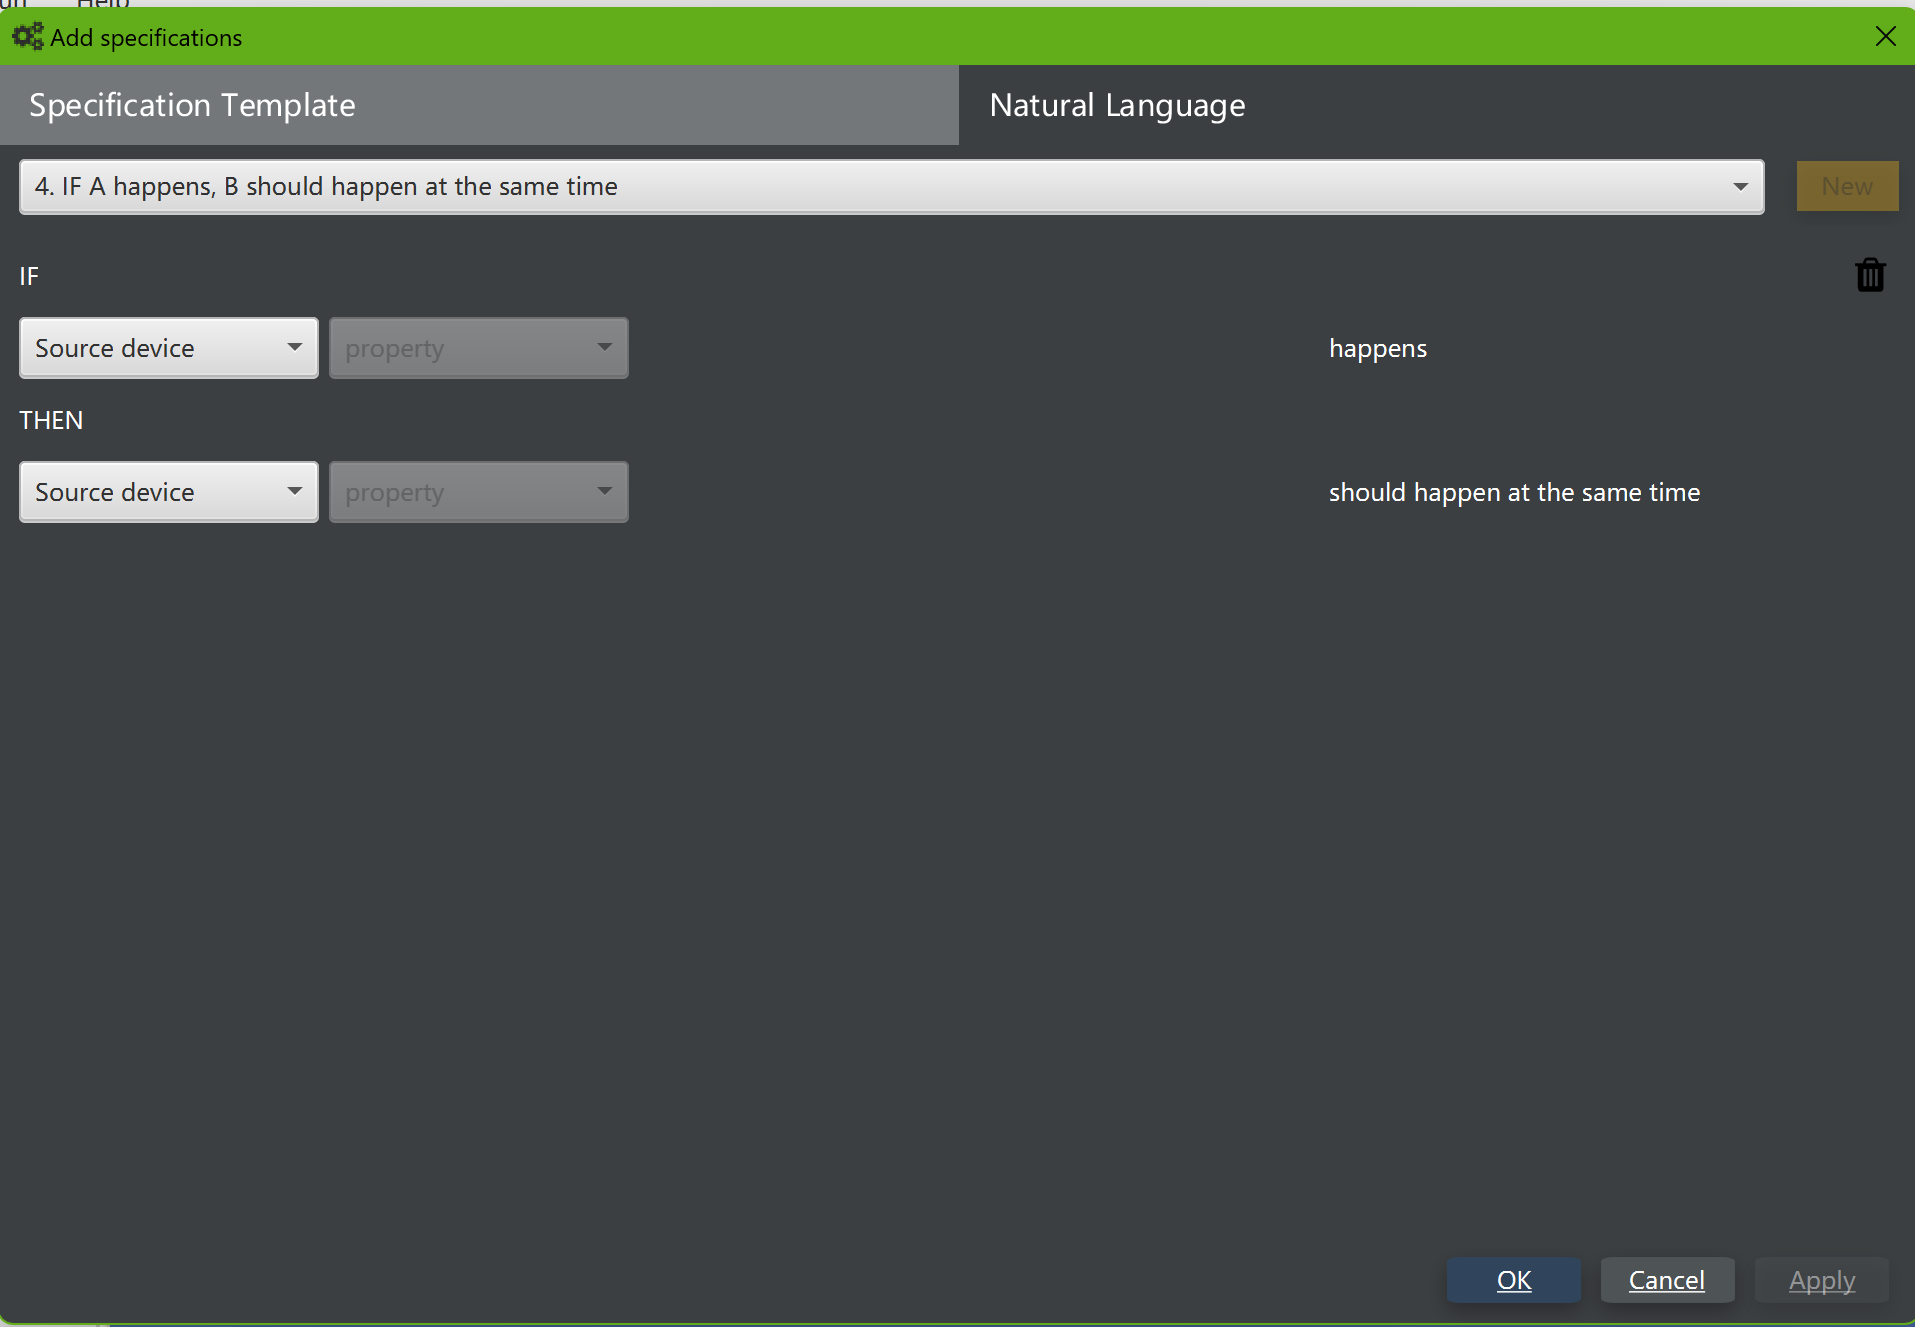 Help
Add specifications
Specification Template
Natural Language
4. IF A happens, B should happen at the same time
New
IF
Source device
property
happens
THEN
Source device
property
should happen at the same time
OK
Cancel
Apply